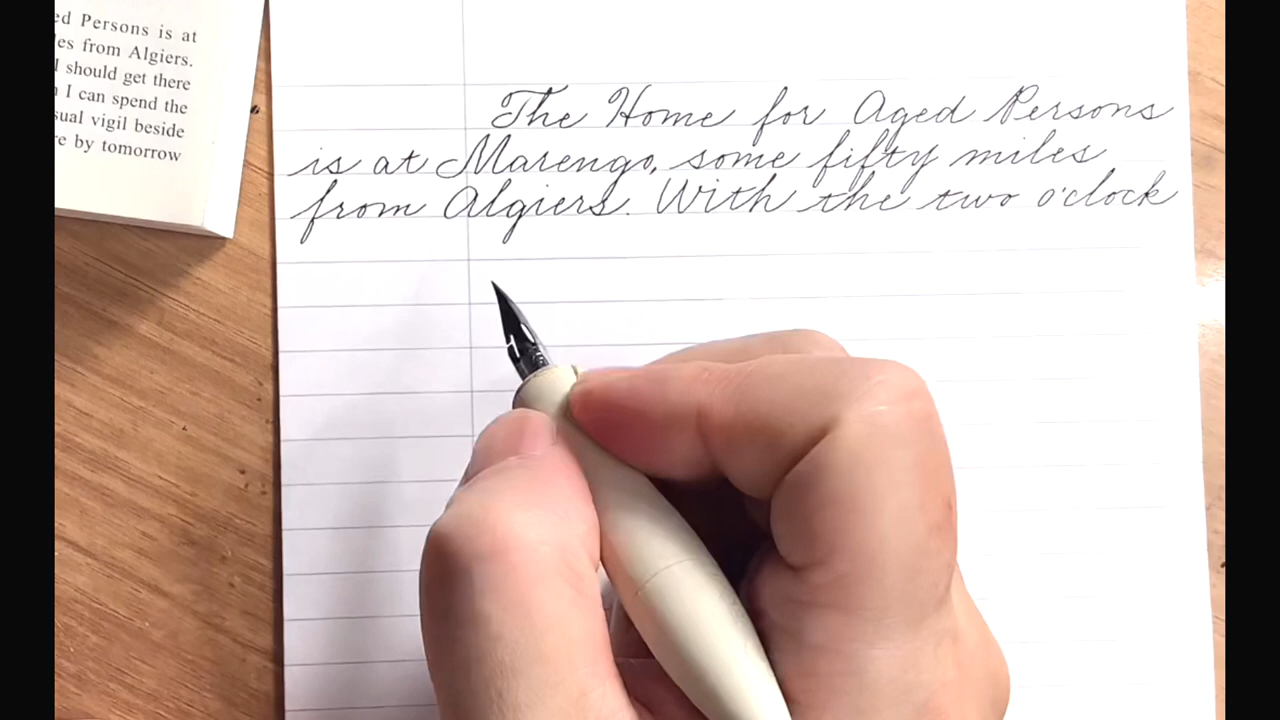 ed Persons is at
les from Algiers.
I should get there
I can spend the
sual vigil beside
re by tomorrow
The Home for Aged Persons
is at Marengo, some fifty miles
from Algiers. With the two o'clock